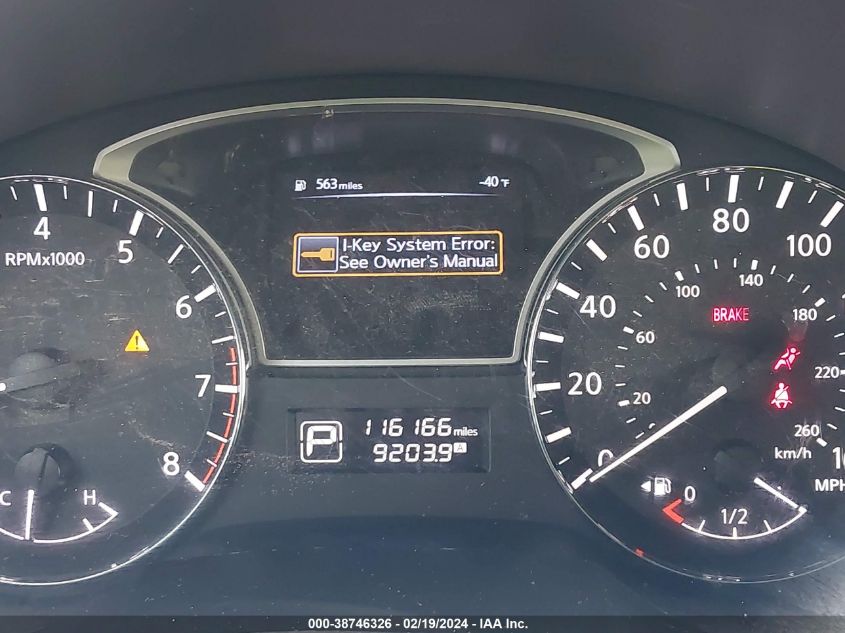 563 miles
-40 °F
I-Key System Error:
See Owner's Manual
4
5
6
7
8
RPMx1000
C H
P
116166 miles
9203.9 A
0
20
40
60
80
100
20
60
100
140
180
220
260
km/h
MPH
BRAKE
0
1/2
000-38746326 - 02/19/2024 - IAA Inc.